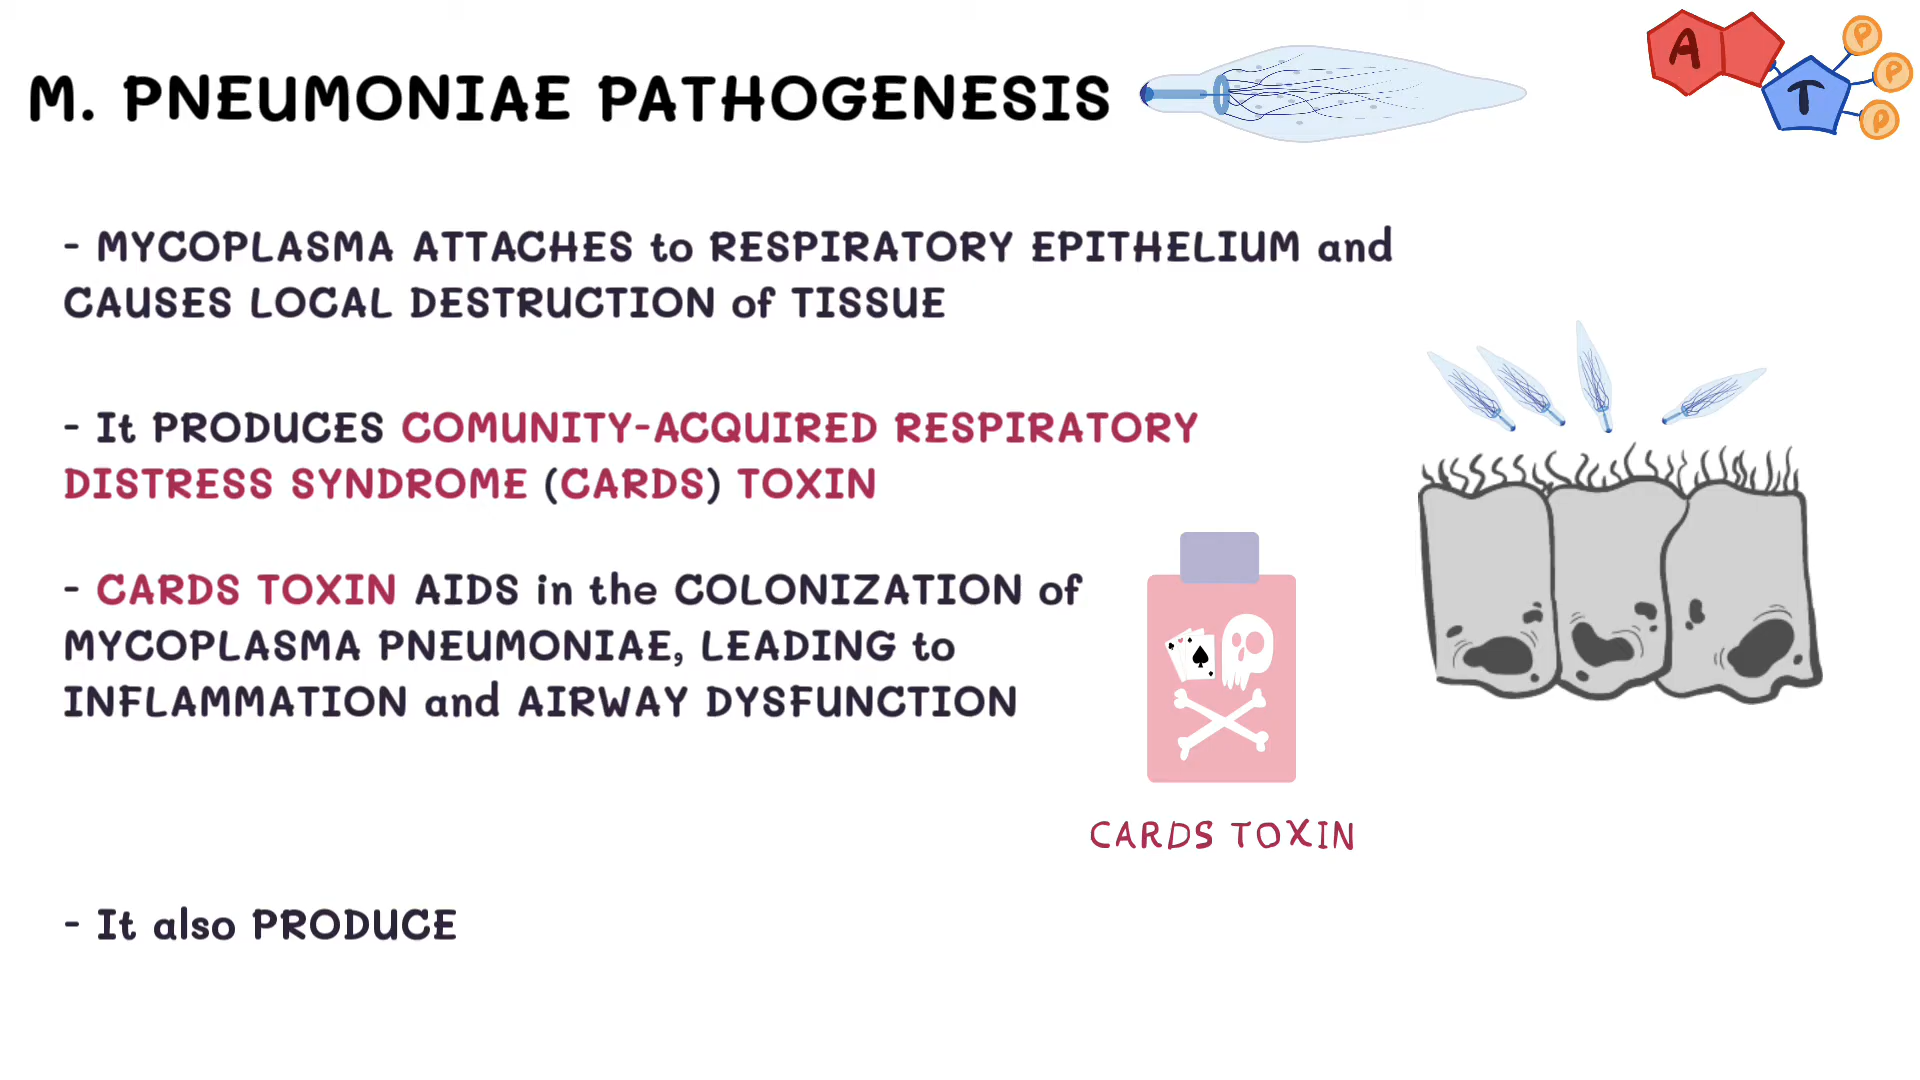 M. PNEUMONIAE PATHOGENESIS
A
T
P
P
P
- MYCOPLASMA ATTACHES to RESPIRATORY EPITHELIUM and
CAUSES LOCAL DESTRUCTION of TISSUE
- It PRODUCES COMUNITY-ACQUIRED RESPIRATORY
DISTRESS SYNDROME (CARDS) TOXIN
- CARDS TOXIN AIDS in the COLONIZATION of
MYCOPLASMA PNEUMONIAE, LEADING to
INFLAMMATION and AIRWAY DYSFUNCTION
CARDS TOXIN
- It also PRODUCE